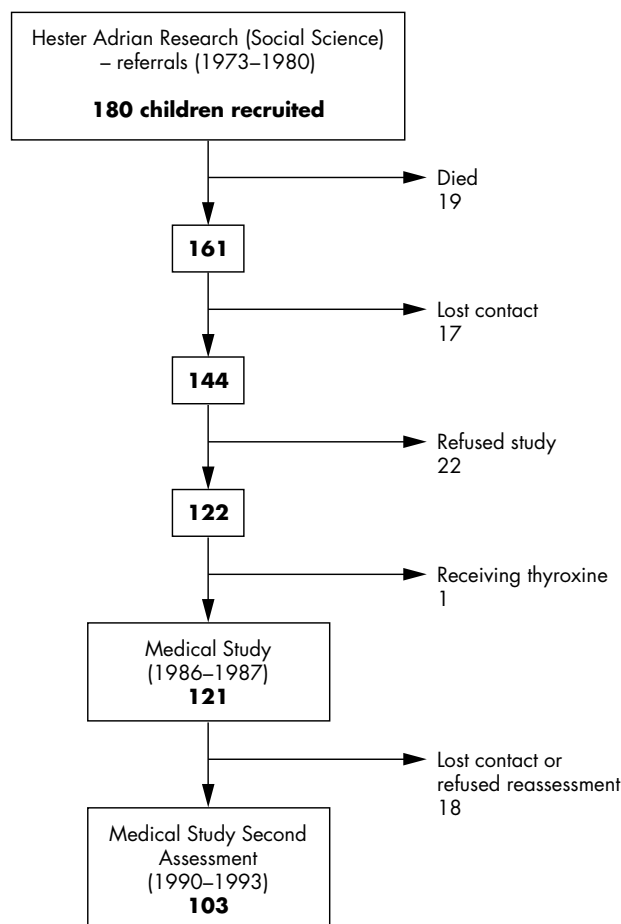 Hester Adrian Research (Social Science)
– referrals (1973–1980)
180 children recruited
Died
19
161
Lost contact
17
144
Refused study
22
122
Receiving thyroxine
1
Medical Study
(1986–1987)
121
Lost contact or
refused reassessment
18
Medical Study Second
Assessment
(1990–1993)
103